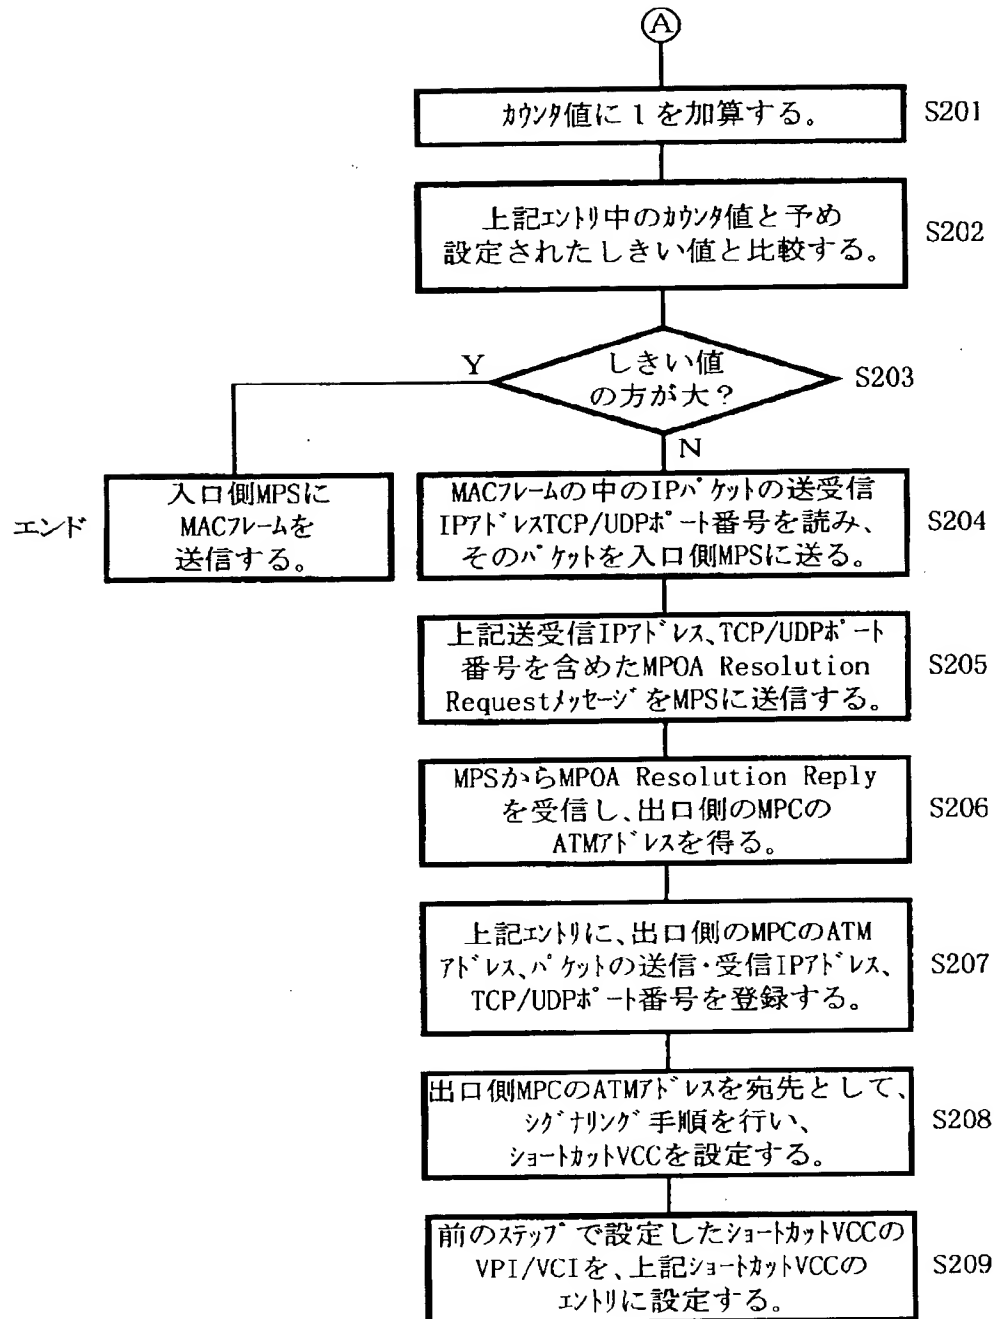 A
カウンタ値に1を加算する。
S201
上記エントリ中のカウンタ値と予め
設定されたしきい値と比較する。
S202
しきい値
の方が大?
S203
Y
N
入口側MPSに
MACフレームを
送信する。
エンド
MACフレームの中のIPパケットの送受信
IPアドレスTCP/UDPポート番号を読み、
そのパケットを入口側MPSに送る。
S204
上記送受信IPアドレス、TCP/UDPポート
番号を含めたMPOA Resolution
RequestメッセージをMPSに送信する。
S205
MPSからMPOA Resolution Reply
を受信し、出口側のMPCの
ATMアドレスを得る。
S206
上記エントリに、出口側のMPCのATM
アドレス、パケットの送信・受信IPアドレス、
TCP/UDPポート番号を登録する。
S207
出口側MPCのATMアドレスを宛先として、
シグナリング手順を行い、
ショートカットVCCを設定する。
S208
前のステップで設定したショートカットVCCの
VPI/VCIを、上記ショートカットVCCの
エントリに設定する。
S209